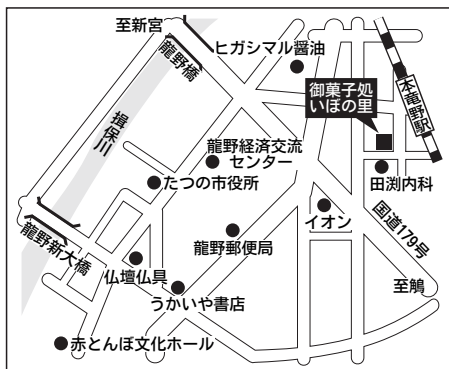 至新宮
龍野橋
ヒガシマル醤油
御菓子処
いぼの里
本竜野駅
揖保川
龍野経済交流
センター
たつの市役所
田渕内科
イオン
国道179号
龍野郵便局
龍野新大橋
仏壇仏具
至鵤
うかいや書店
赤とんぼ文化ホール